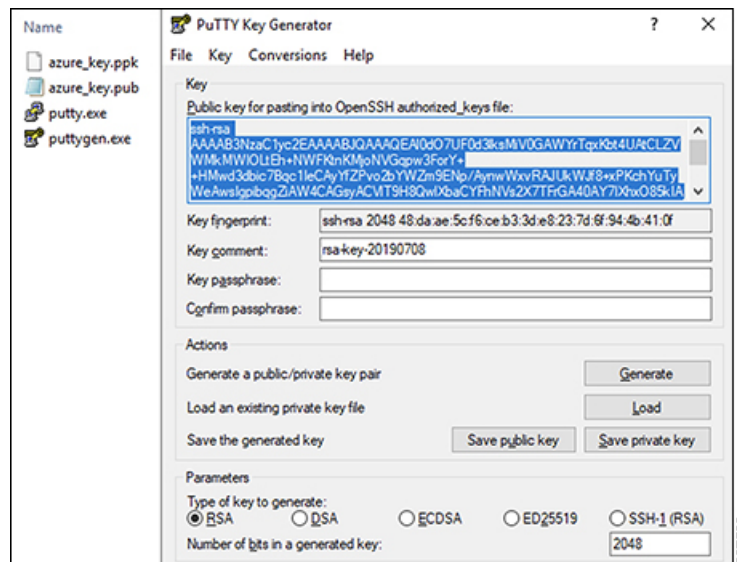 Name
azure_key.ppk
azure_key.pub
putty.exe
puttygen.exe
PuTTY Key Generator
File Key Conversions Help
Key
Public key for pasting into OpenSSH authorized_keys file:
ssh-rsa
Key fingerprint: ssh-rsa 2048 48:da:ae:5c:f6:ce:b3:3d:e8:23:7d:6f:94:4b:41:0f
Key comment: rsa-key-20190708
Key passphrase:
Confirm passphrase:
Actions
Generate a public/private key pair Generate
Load an existing private key file Load
Save the generated key Save public key Save private key
Parameters
Type of key to generate:
RSA DSA ECDSA ED25519 SSH-1 (RSA)
Number of bits in a generated key: 2048